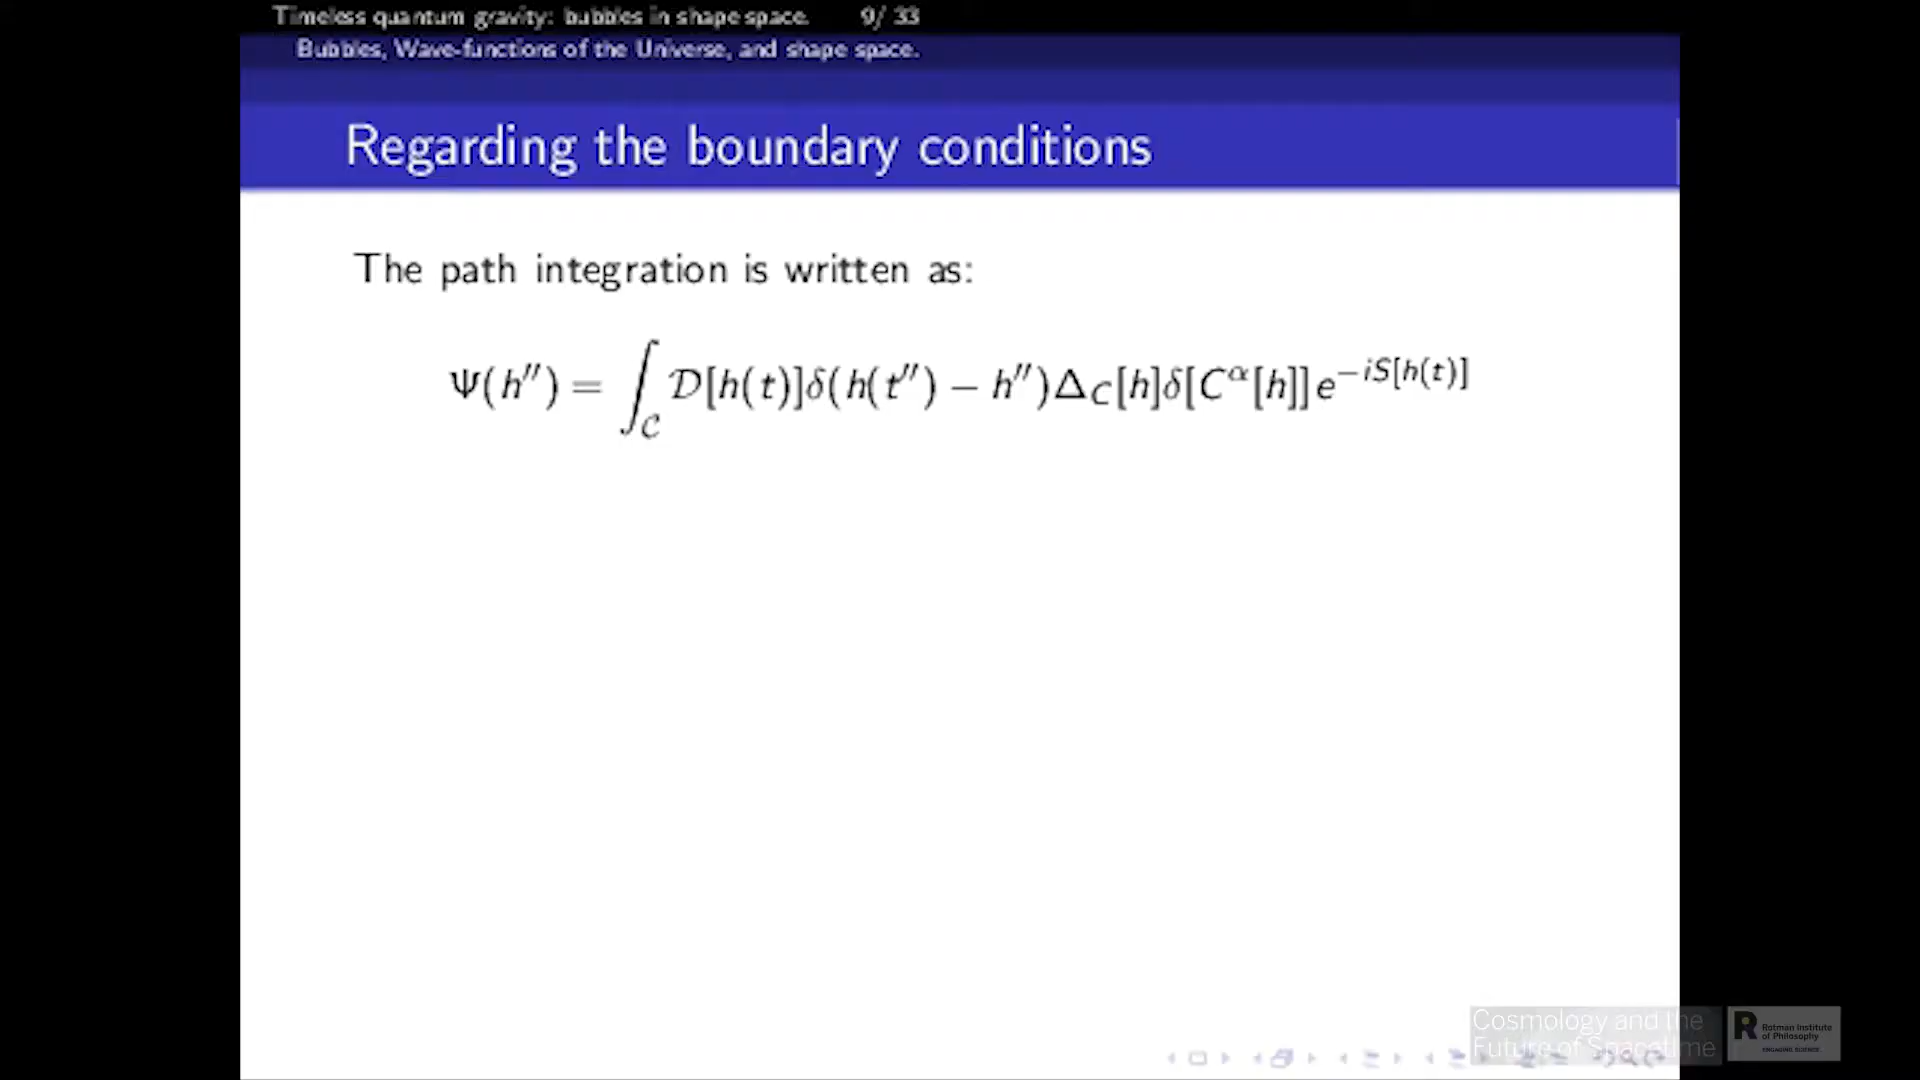 Timeless quantum gravity: bubbles in shape space. 9/ 33
Bubbles, Wave-functions of the Universe, and shape space.
Regarding the boundary conditions
The path integration is written as:
Ψ(h″) = ∫_𝒞 𝒟[h(t)]δ(h(t″) − h″)Δ_C[h]δ[C^α[h]]e^{−iS[h(t)]}
Cosmology and the
Future of Spacetime
Rotman Institute
of Philosophy
ENGAGING SCIENCE